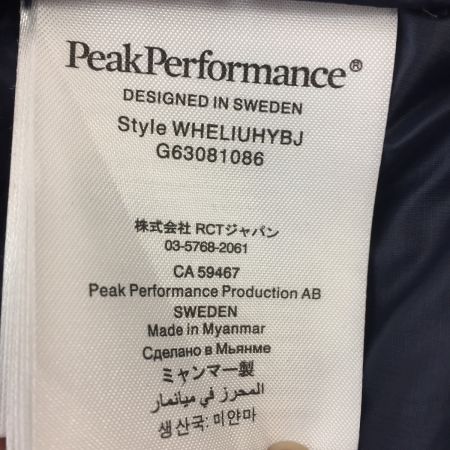 PeakPerformance®
DESIGNED IN SWEDEN
Style WHELIUHYBJ
G63081086
株式会社 RCTジャパン
03-5768-2061
CA 59467
Peak Performance Production AB
SWEDEN
Made in Myanmar
Сделано в Мьянме
ミャンマー製
المحرز في ميانمار
생산국: 미얀마